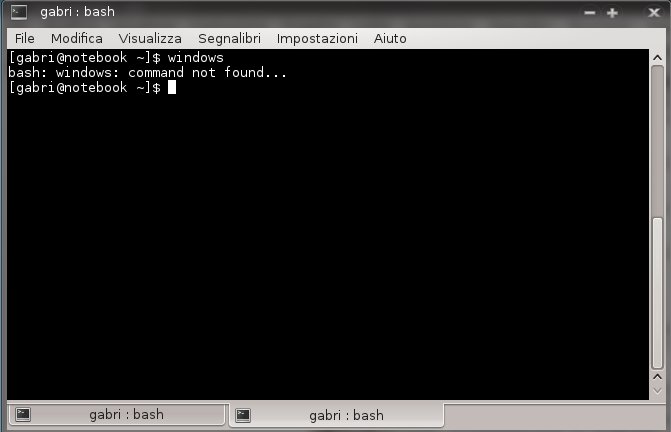 gabri : bash
File Modifica Visualizza Segnalibri Impostazioni Aiuto
[gabri@notebook ~]$ windows
bash: windows: command not found...
[gabri@notebook ~]$
gabri : bash gabri : bash